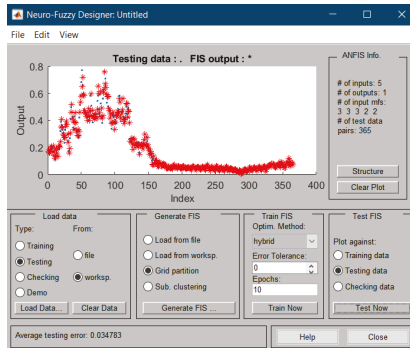 Neuro-Fuzzy Designer: Untitled
File Edit View
Testing data : . FIS output : *
Output
0.8
0.6
0.4
0.2
0
0 50 100 150 200 250 300 350 400
Index
ANFIS Info.
# of inputs: 5
# of outputs: 1
# of input mfs:
3 3 3 2 2
# of test data
pairs: 365
Structure
Clear Plot
Load data
Type: From:
Training
Testing
Checking
Demo
file
worksp.
Load Data... Clear Data
Generate FIS
Load from file
Load from worksp.
Grid partition
Sub. clustering
Generate FIS ...
Train FIS
Optim. Method:
hybrid
Error Tolerance:
0
Epochs:
10
Train Now
Test FIS
Plot against:
Training data
Testing data
Checking data
Test Now
Average testing error: 0.034783
Help Close